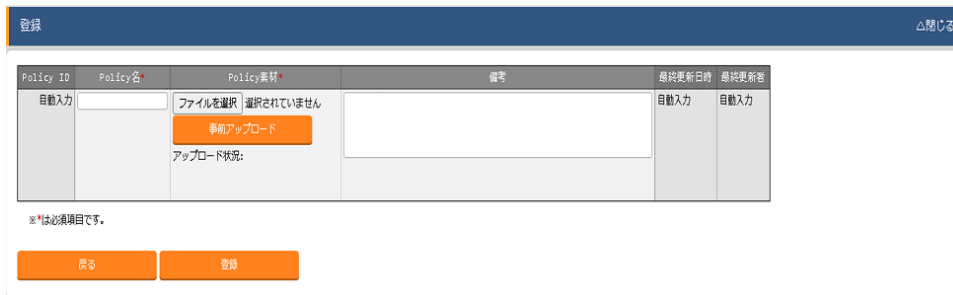 登録 △閉じる
Policy ID Policy名* Policy素材* 備考 最終更新日時 最終更新者
自動入力 ファイルを選択 選択されていません 自動入力 自動入力
事前アップロード
アップロード状況:
※*は必須項目です。
戻る 登録